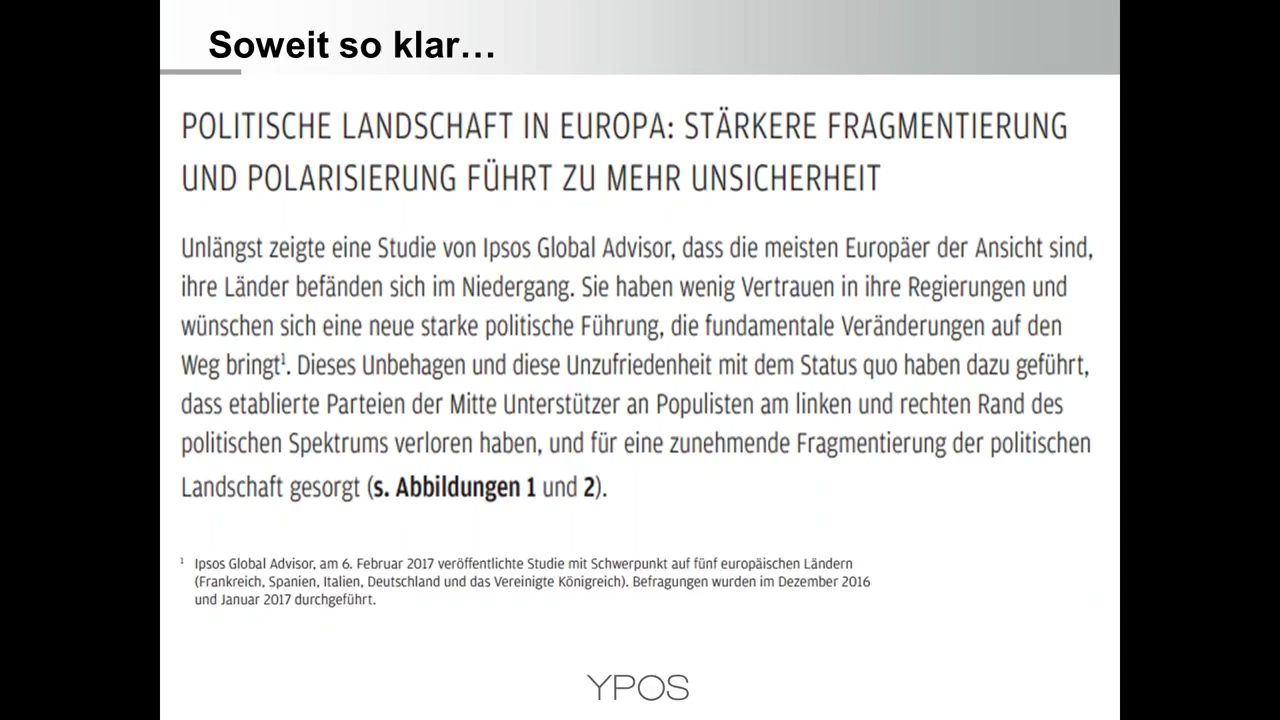 Soweit so klar…
POLITISCHE LANDSCHAFT IN EUROPA: STÄRKERE FRAGMENTIERUNG
UND POLARISIERUNG FÜHRT ZU MEHR UNSICHERHEIT
Unlängst zeigte eine Studie von Ipsos Global Advisor, dass die meisten Europäer der Ansicht sind,
ihre Länder befänden sich im Niedergang. Sie haben wenig Vertrauen in ihre Regierungen und
wünschen sich eine neue starke politische Führung, die fundamentale Veränderungen auf den
Weg bringt¹. Dieses Unbehagen und diese Unzufriedenheit mit dem Status quo haben dazu geführt,
dass etablierte Parteien der Mitte Unterstützer an Populisten am linken und rechten Rand des
politischen Spektrums verloren haben, und für eine zunehmende Fragmentierung der politischen
Landschaft gesorgt (s. Abbildungen 1 und 2).
¹ Ipsos Global Advisor, am 6. Februar 2017 veröffentlichte Studie mit Schwerpunkt auf fünf europäischen Ländern
(Frankreich, Spanien, Italien, Deutschland und das Vereinigte Königreich). Befragungen wurden im Dezember 2016
und Januar 2017 durchgeführt.
YPOS